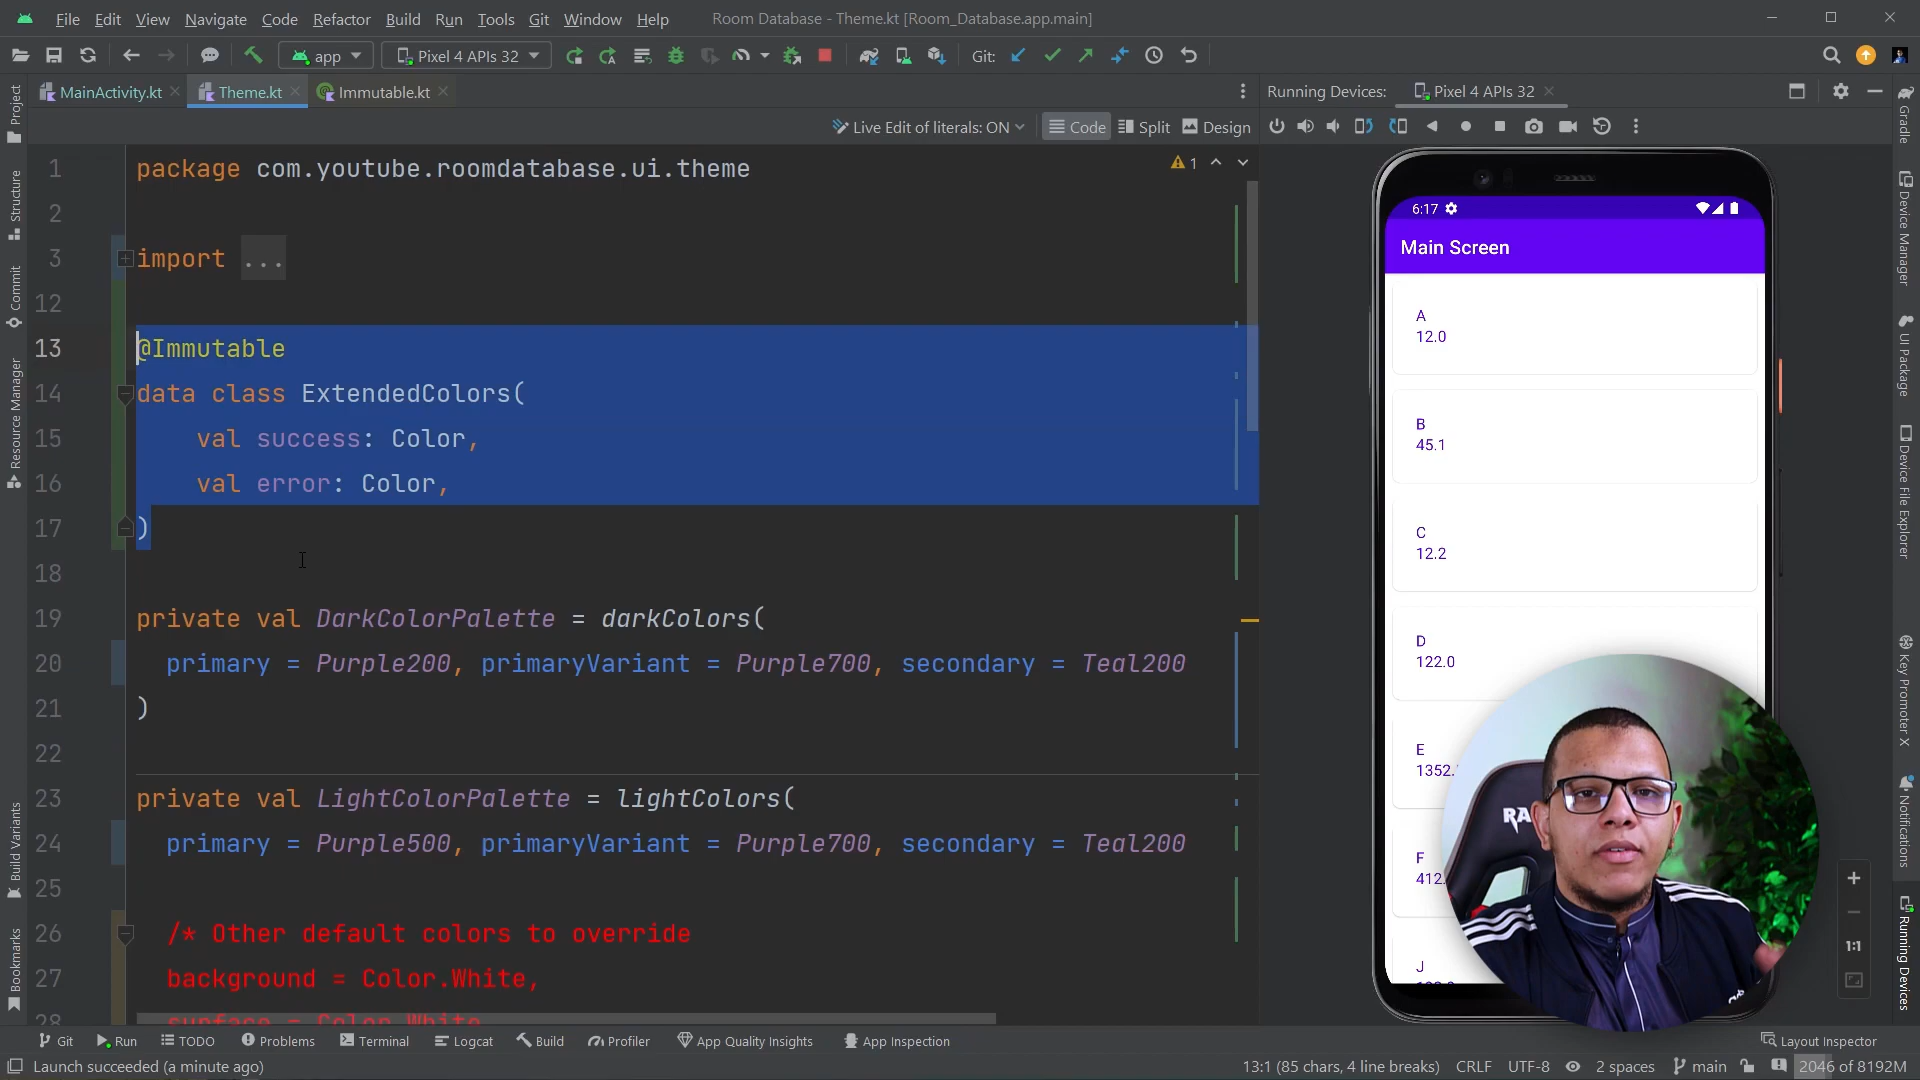 File Edit View Navigate Code Refactor Build Run Tools Git Window Help Room Database - Theme.kt [Room_Database.app.main]
app Pixel 4 APIs 32 Git:
MainActivity.kt Theme.kt Immutable.kt Running Devices: Pixel 4 APIs 32
Live Edit of literals: ON Code Split Design
1 package com.youtube.roomdatabase.ui.theme
1
2
3 import ...
12
13 @Immutable
14 data class ExtendedColors(
15 val success: Color,
16 val error: Color,
17 )
18
19 private val DarkColorPalette = darkColors(
20 primary = Purple200, primaryVariant = Purple700, secondary = Teal200
21 )
22
23 private val LightColorPalette = lightColors(
24 primary = Purple500, primaryVariant = Purple700, secondary = Teal200
25
26 /* Other default colors to override
27 background = Color.White,
28 surface = Color.White
Project
Structure
Commit
Resource Manager
Build Variants
Bookmarks
6:17
Main Screen
A
12.0
B
45.1
C
12.2
D
122.0
E
1352.
F
412.
J
RA
1:1
Gradle
Device Manager
UI Package
Device File Explorer
Key Promoter X
Notifications
Running Devices
Git Run TODO Problems Terminal Logcat Build Profiler App Quality Insights App Inspection Layout Inspector
Launch succeeded (a minute ago) 13:1 (85 chars, 4 line breaks) CRLF UTF-8 2 spaces main 2046 of 8192M